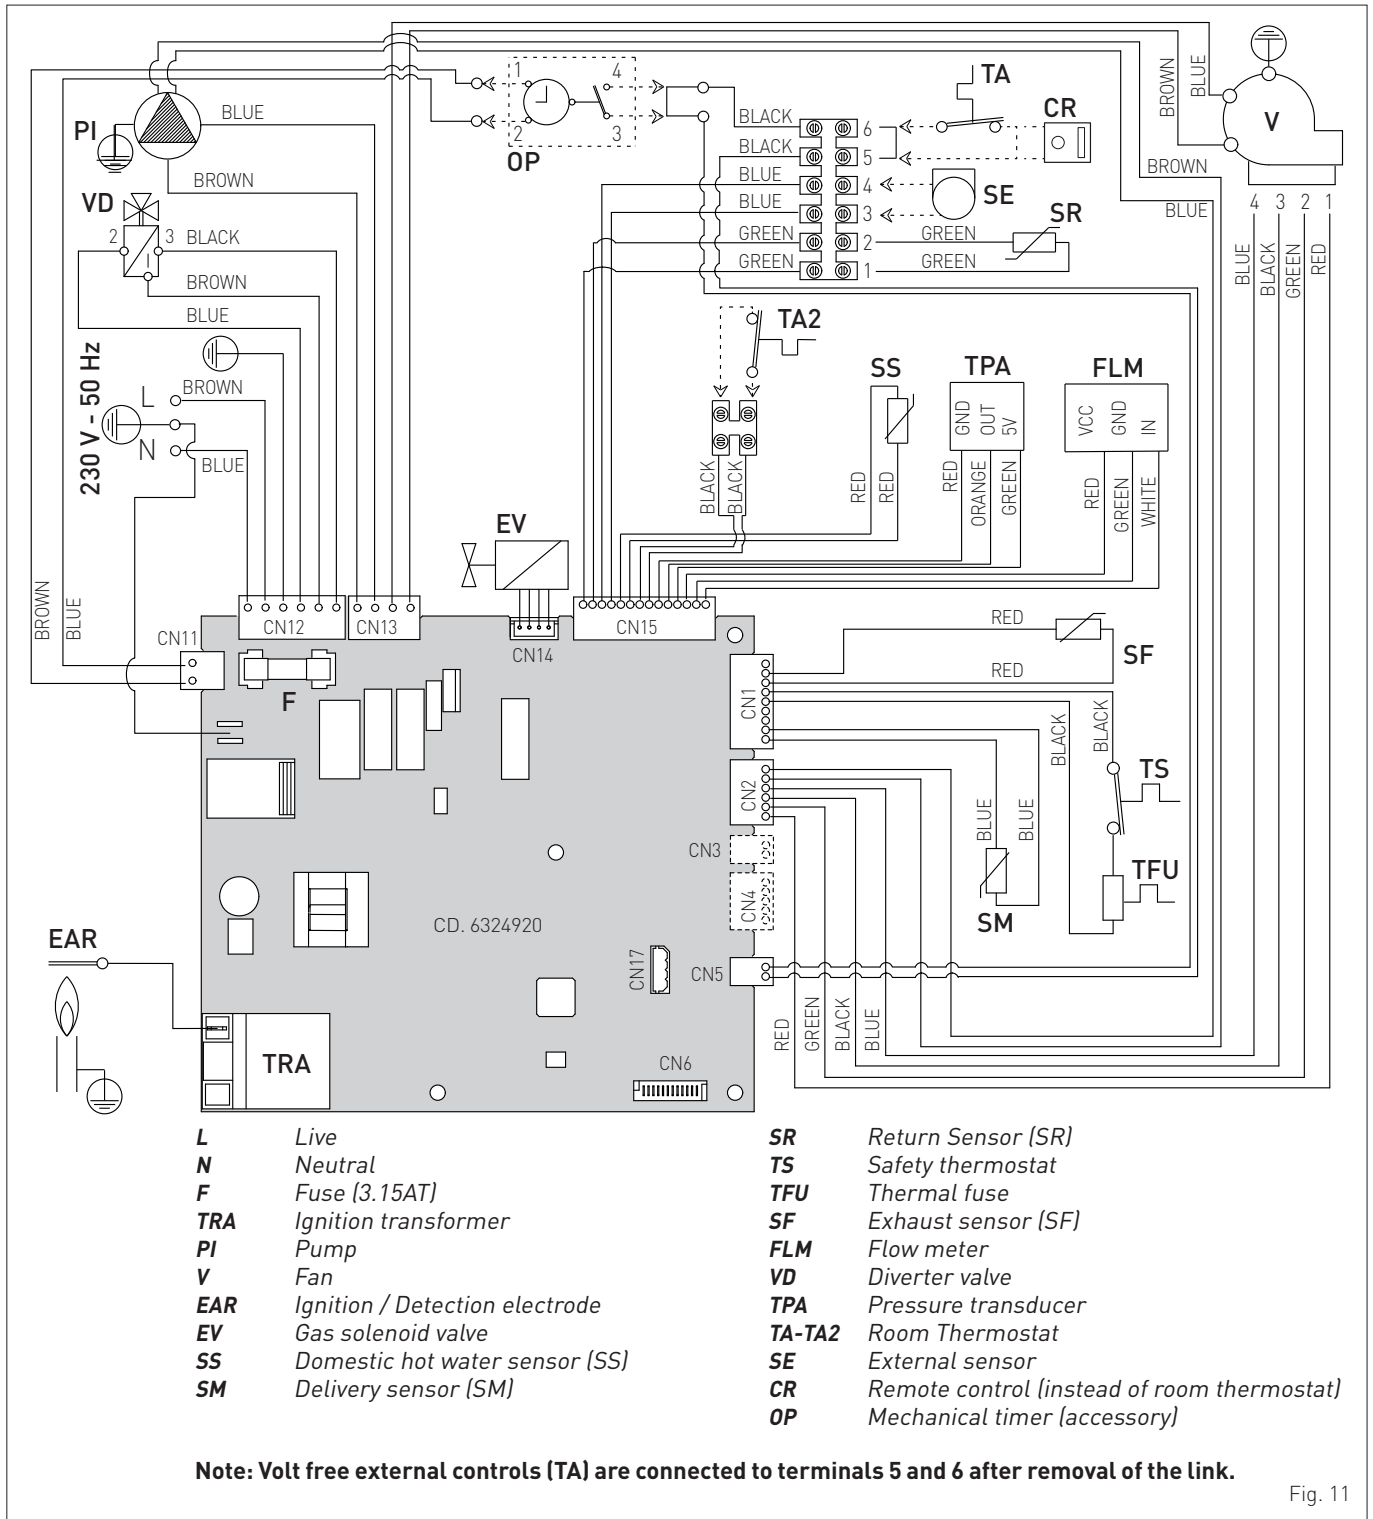 1
4
2
3
OP
TA
CR
BLUE
PI
BROWN
VD
2
3
BLACK
BROWN
BLUE
BLACK
6
BLACK
5
BLUE
4
BLUE
3
GREEN
2
GREEN
GREEN
1
GREEN
SE
SR
BROWN
BLUE
V
BROWN
BLUE
4
3
2
1
BLUE
BLACK
GREEN
RED
230 V - 50 Hz
L
BROWN
N
BLUE
TA2
SS
TPA
FLM
GND
OUT
5V
VCC
GND
IN
BLACK
BLACK
RED
RED
RED
ORANGE
GREEN
RED
GREEN
WHITE
EV
BROWN
BLUE
CN11
CN12
CN13
CN14
CN15
F
RED
SF
RED
CN1
BLACK
BLACK
TS
CN2
BLUE
BLUE
CN3
TFU
CN4
SM
CD. 6324920
EAR
CN17
CN5
RED
GREEN
BLACK
BLUE
TRA
CN6
L Live
N Neutral
F Fuse (3.15AT)
TRA Ignition transformer
PI Pump
V Fan
EAR Ignition / Detection electrode
EV Gas solenoid valve
SS Domestic hot water sensor (SS)
SM Delivery sensor (SM)
SR Return Sensor (SR)
TS Safety thermostat
TFU Thermal fuse
SF Exhaust sensor (SF)
FLM Flow meter
VD Diverter valve
TPA Pressure transducer
TA-TA2 Room Thermostat
SE External sensor
CR Remote control (instead of room thermostat)
OP Mechanical timer (accessory)
Note: Volt free external controls (TA) are connected to terminals 5 and 6 after removal of the link.
Fig. 11